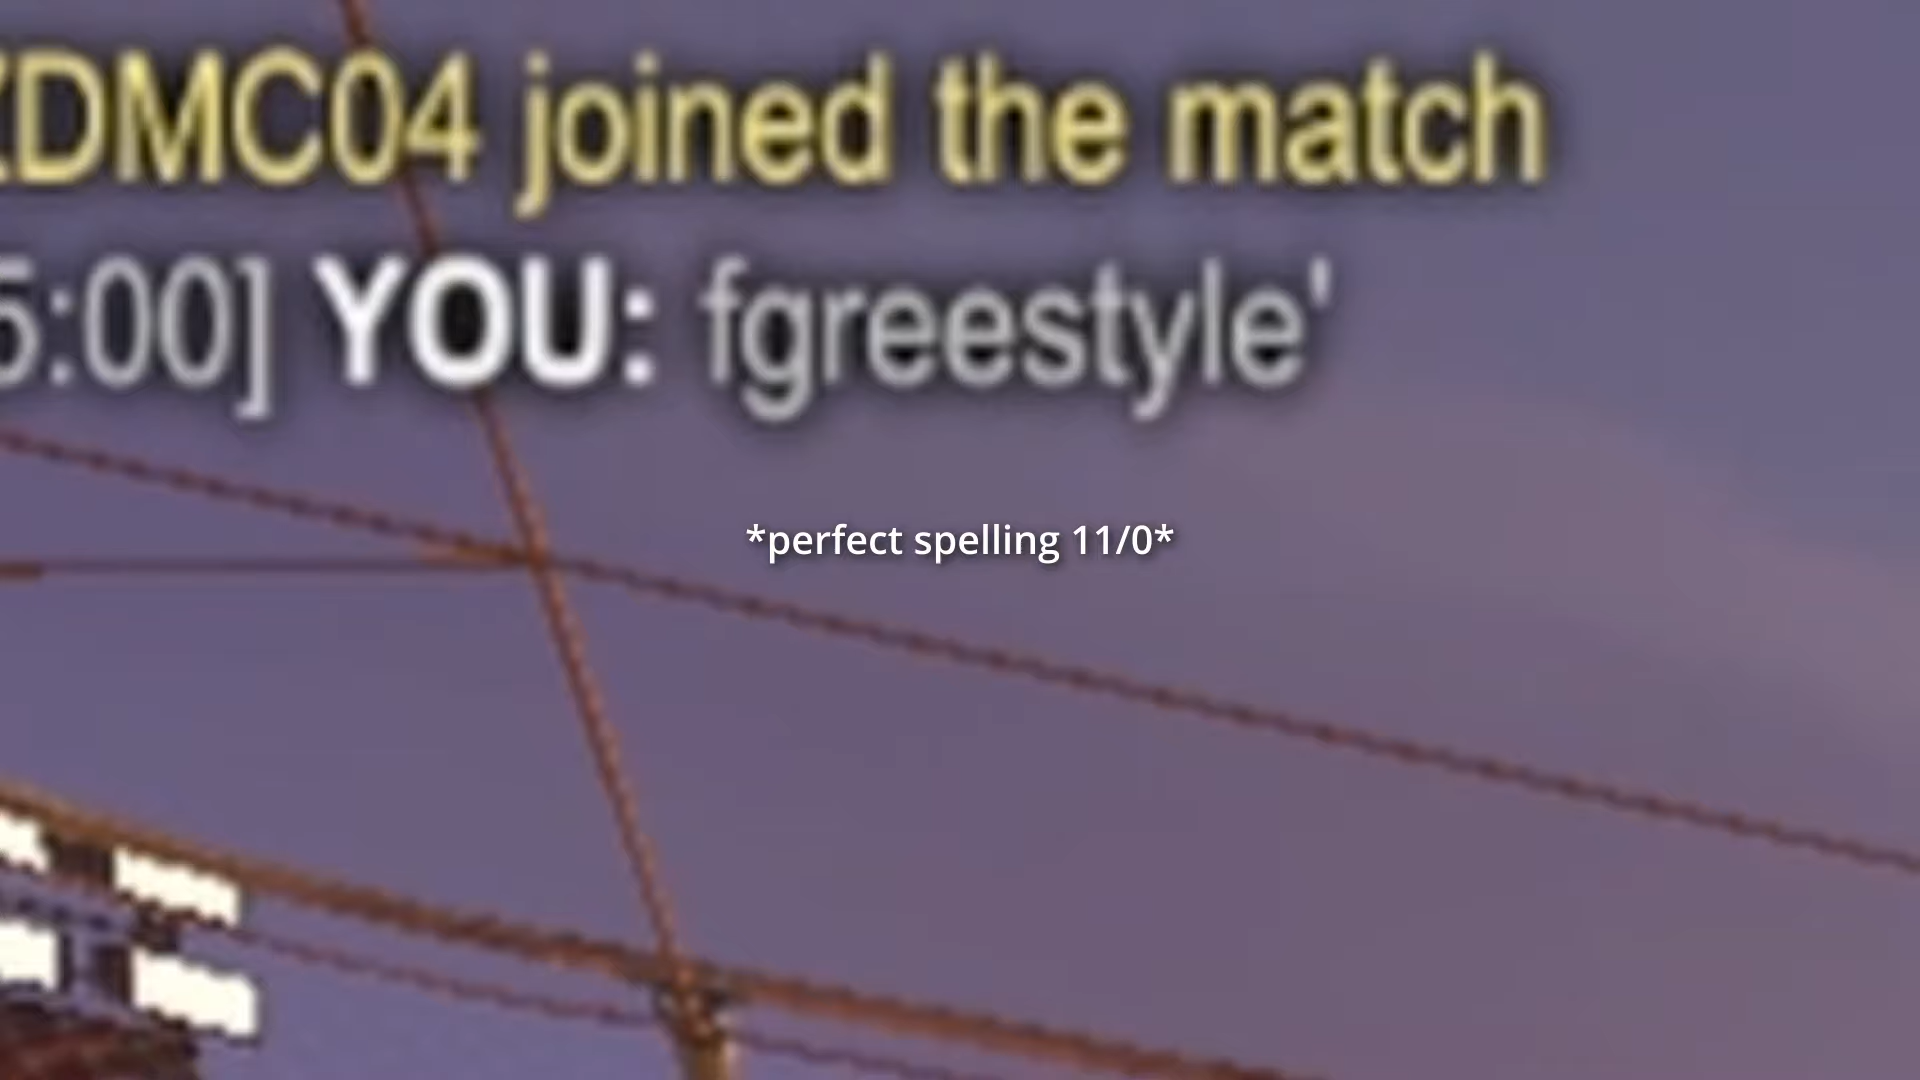 DMC04 joined the match
5:00] YOU: fgreestyle'
*perfect spelling 11/0*